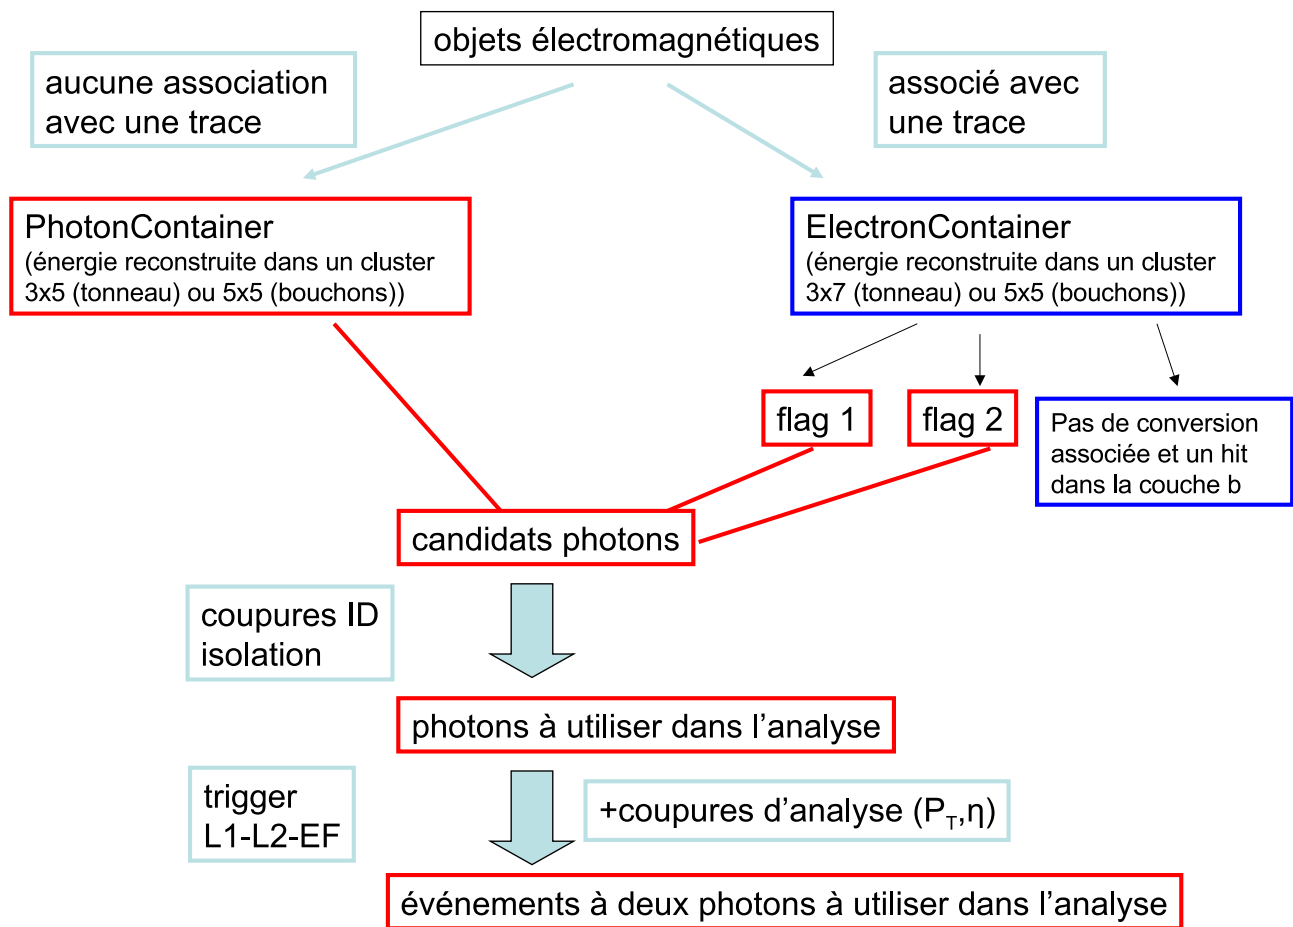 objets électromagnétiques
aucune association
avec une trace
associé avec
une trace
PhotonContainer
(énergie reconstruite dans un cluster
3x5 (tonneau) ou 5x5 (bouchons))
ElectronContainer
(énergie reconstruite dans un cluster
3x7 (tonneau) ou 5x5 (bouchons))
flag 1
flag 2
Pas de conversion
associée et un hit
dans la couche b
candidats photons
coupures ID
isolation
photons à utiliser dans l’analyse
trigger
L1-L2-EF
+coupures d’analyse (P_T,η)
événements à deux photons à utiliser dans l’analyse